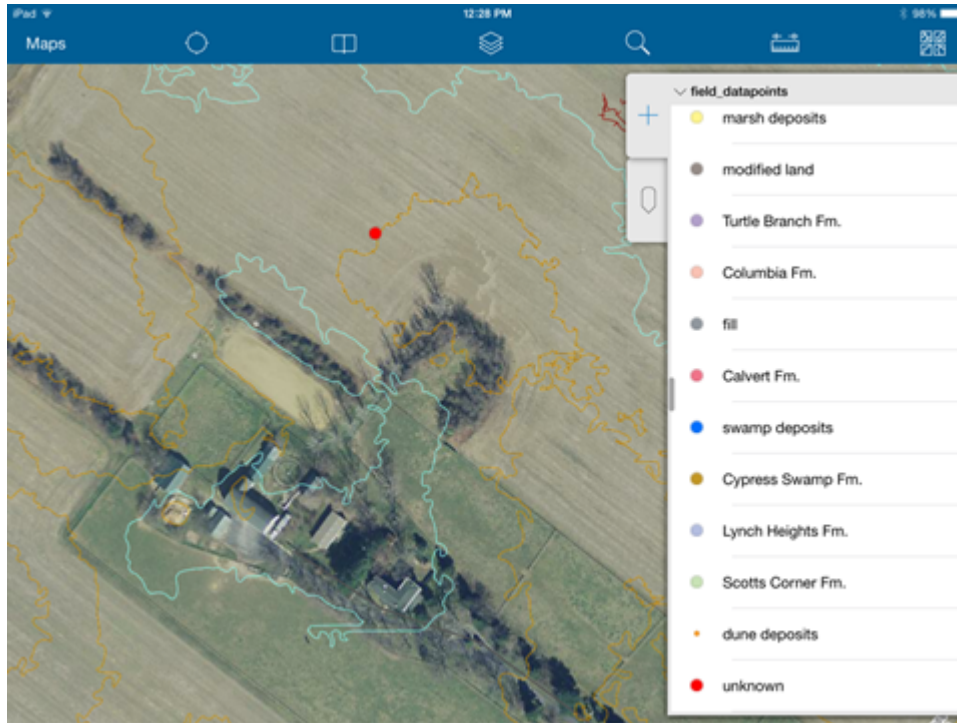 iPad
12:28 PM
98%
Maps
field_datapoints
marsh deposits
modified land
Turtle Branch Fm.
Columbia Fm.
fill
Calvert Fm.
swamp deposits
Cypress Swamp Fm.
Lynch Heights Fm.
Scotts Corner Fm.
dune deposits
unknown